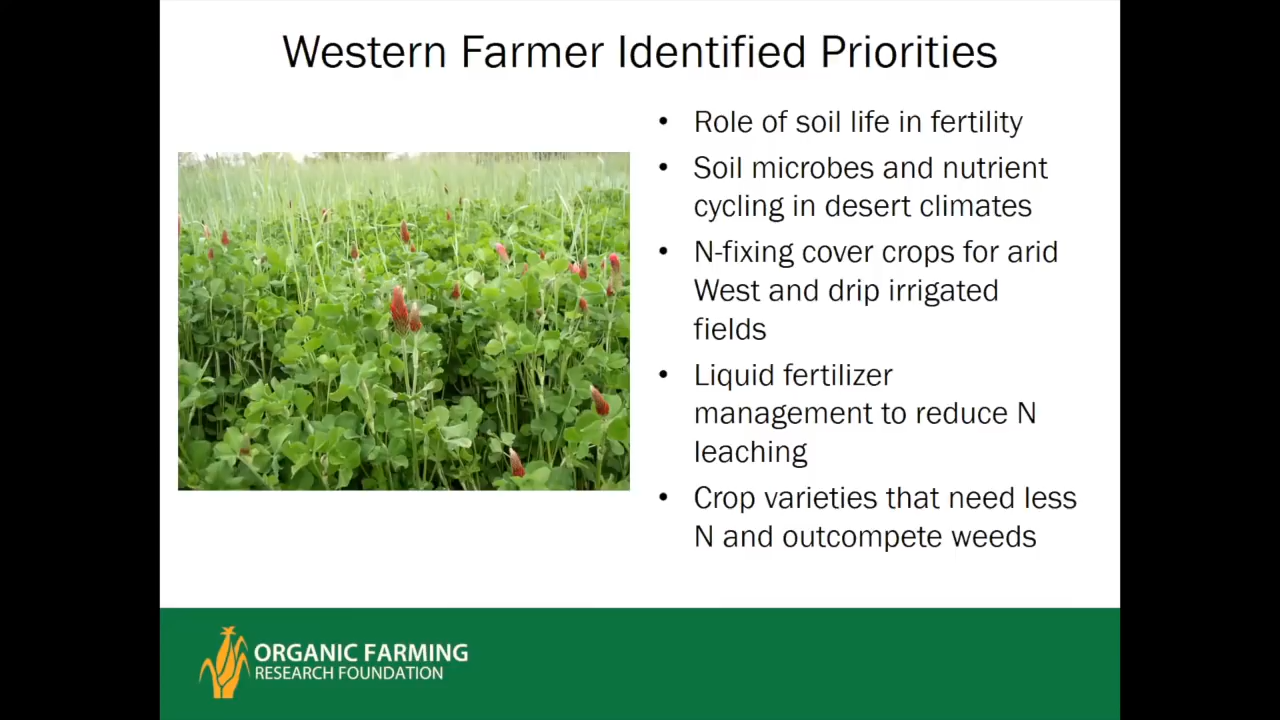 Western Farmer Identified Priorities
• Role of soil life in fertility
• Soil microbes and nutrient
cycling in desert climates
• N-fixing cover crops for arid
West and drip irrigated
fields
• Liquid fertilizer
management to reduce N
leaching
• Crop varieties that need less
N and outcompete weeds
ORGANIC FARMING
RESEARCH FOUNDATION